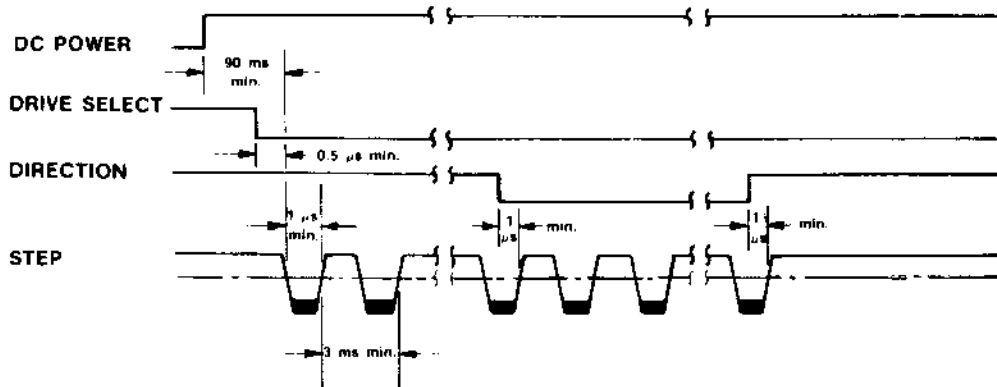 DC POWER
90 ms
min.
DRIVE SELECT
0.5 μs min.
DIRECTION
1 μs
min.
1
μs
min.
1
μs
min.
STEP
3 ms min.